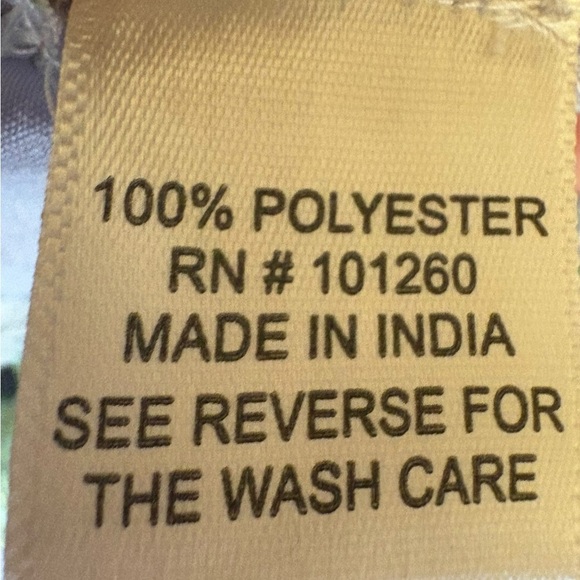 100% POLYESTER
RN # 101260
MADE IN INDIA
SEE REVERSE FOR
THE WASH CARE